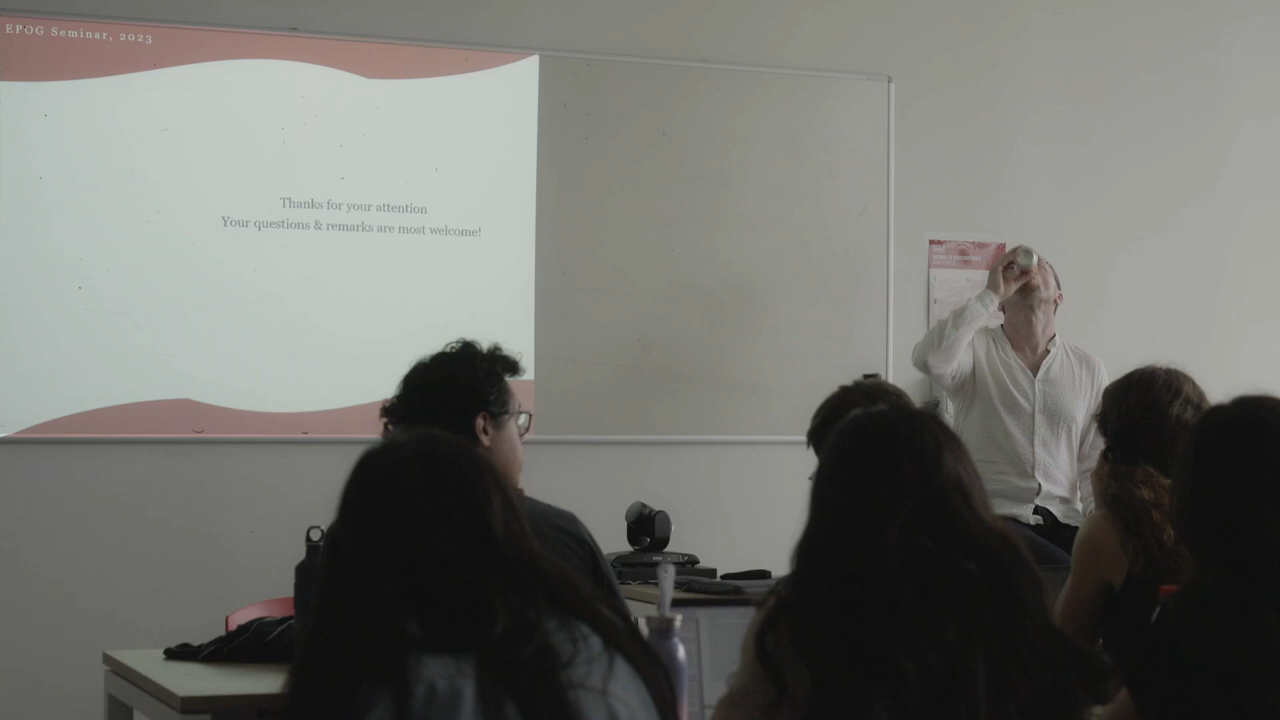 EPOG Seminar, 2023
Thanks for your attention
Your questions & remarks are most welcome!